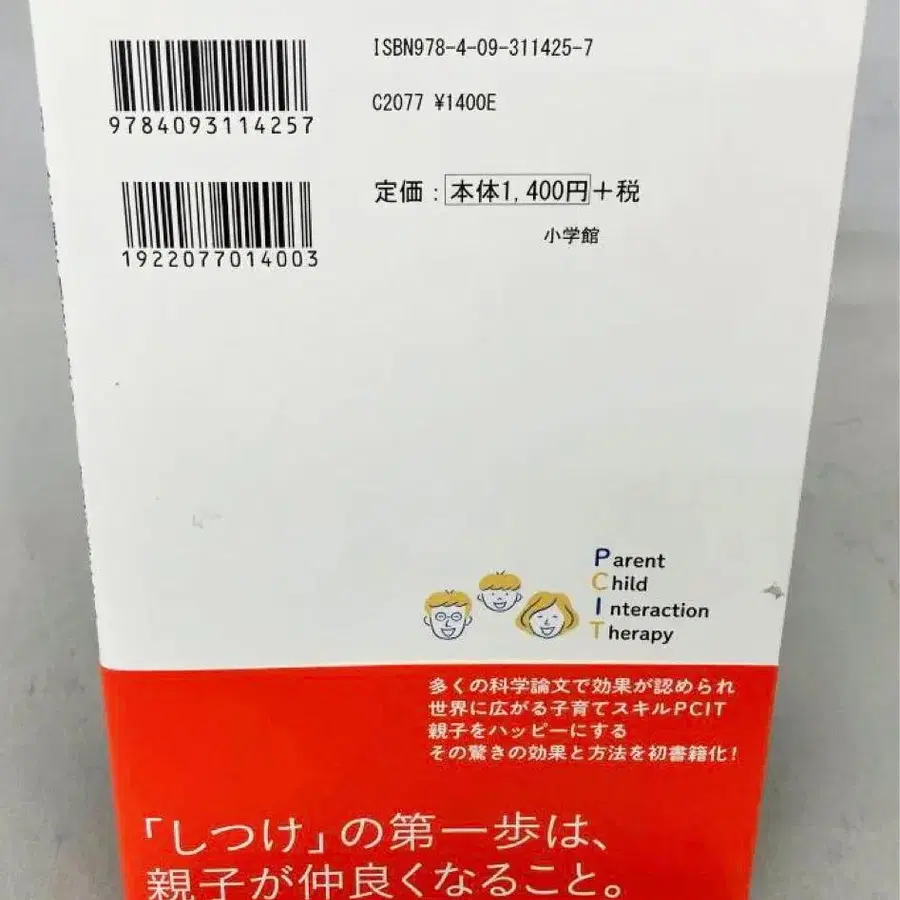 ISBN978-4-09-311425-7
9784093114257
C2077 ¥1400E
定価:本体1,400円+税
1922077014003
小学館
Parent
Child
Interaction
Therapy
多くの科学論文で効果が認められ
世界に広がる子育てスキルPCIT
親子をハッピーにする
その驚きの効果と方法を初書籍化!
「しつけ」の第一歩は、
親子が仲良くなること。